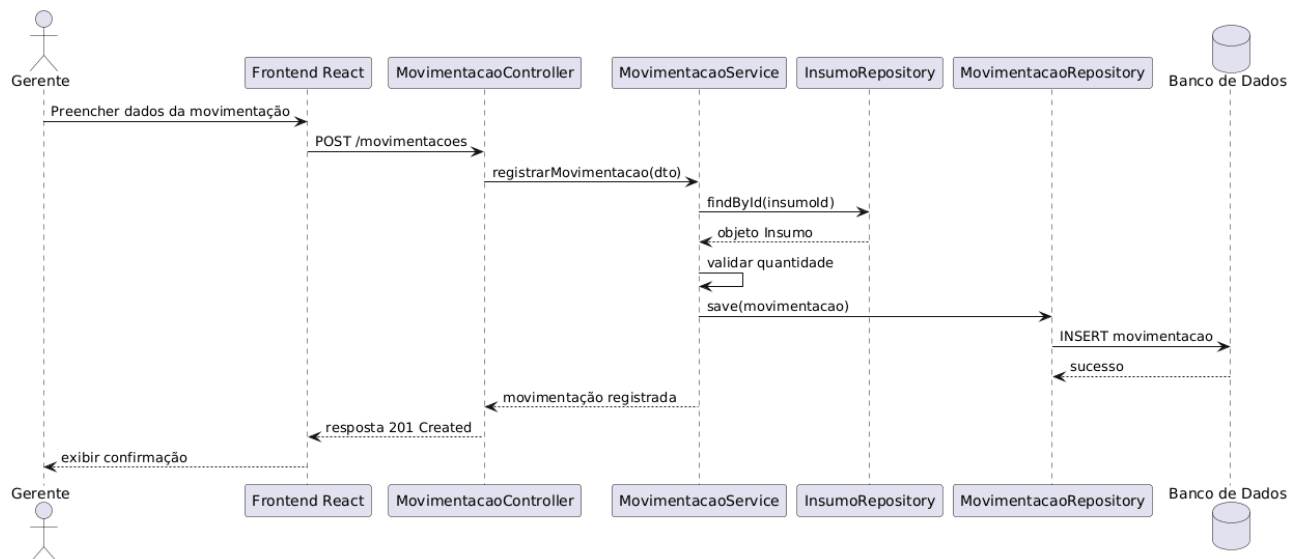 Gerente
Frontend React
MovimentacaoController
MovimentacaoService
InsumoRepository
MovimentacaoRepository
Banco de Dados
Preencher dados da movimentação
POST /movimentacoes
registrarMovimentacao(dto)
findById(insumoId)
objeto Insumo
validar quantidade
save(movimentacao)
INSERT movimentacao
sucesso
movimentação registrada
resposta 201 Created
exibir confirmação
Gerente
Frontend React
MovimentacaoController
MovimentacaoService
InsumoRepository
MovimentacaoRepository
Banco de Dados